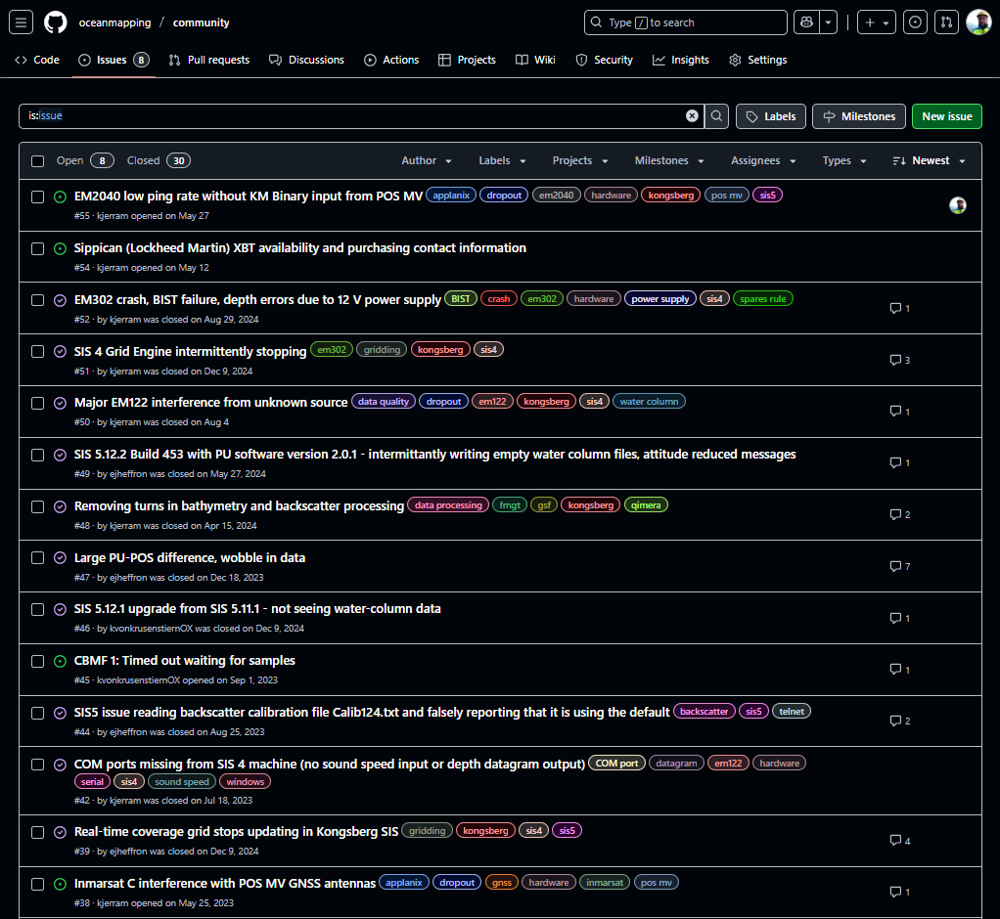 oceanmapping / community
Type / to search
Code Issues 8 Pull requests Discussions Actions Projects Wiki Security Insights Settings
is:issue
Labels Milestones New issue
Open 8 Closed 30 Author Labels Projects Milestones Assignees Types Newest
EM2040 low ping rate without KM Binary input from POS MV applanix dropout em2040 hardware kongsberg pos mv sis5
#55 · kjerram opened on May 27
Sippican (Lockheed Martin) XBT availability and purchasing contact information
#54 · kjerram opened on May 12
EM302 crash, BIST failure, depth errors due to 12 V power supply BIST crash em302 hardware power supply sis4 spares rule
#52 · by kjerram was closed on Aug 29, 2024 1
SIS 4 Grid Engine intermittently stopping em302 gridding kongsberg sis4
#51 · by kjerram was closed on Dec 9, 2024 3
Major EM122 interference from unknown source data quality dropout em122 kongsberg sis4 water column
#50 · by kjerram was closed on Aug 4 1
SIS 5.12.2 Build 453 with PU software version 2.0.1 - intermittantly writing empty water column files, attitude reduced messages
#49 · by ejheffron was closed on May 27, 2024 1
Removing turns in bathymetry and backscatter processing data processing fmgt gsf kongsberg qimera
#48 · by kjerram was closed on Apr 15, 2024 2
Large PU-POS difference, wobble in data
#47 · by ejheffron was closed on Dec 18, 2023 7
SIS 5.12.1 upgrade from SIS 5.11.1 - not seeing water-column data
#46 · by kvonkrusenstiernOX was closed on Dec 9, 2024 1
CBMF 1: Timed out waiting for samples
#45 · kvonkrusenstiernOX opened on Sep 1, 2023 1
SIS5 issue reading backscatter calibration file Calib124.txt and falsely reporting that it is using the default backscatter sis5 telnet
#44 · by ejheffron was closed on Aug 25, 2023 2
COM ports missing from SIS 4 machine (no sound speed input or depth datagram output) COM port datagram em122 hardware
serial sis4 sound speed windows
#42 · by kjerram was closed on Jul 18, 2023
Real-time coverage grid stops updating in Kongsberg SIS gridding kongsberg sis4 sis5
#39 · by ejheffron was closed on Dec 9, 2024 4
Inmarsat C interference with POS MV GNSS antennas applanix dropout gnss hardware inmarsat pos mv
#38 · kjerram opened on May 25, 2023 1